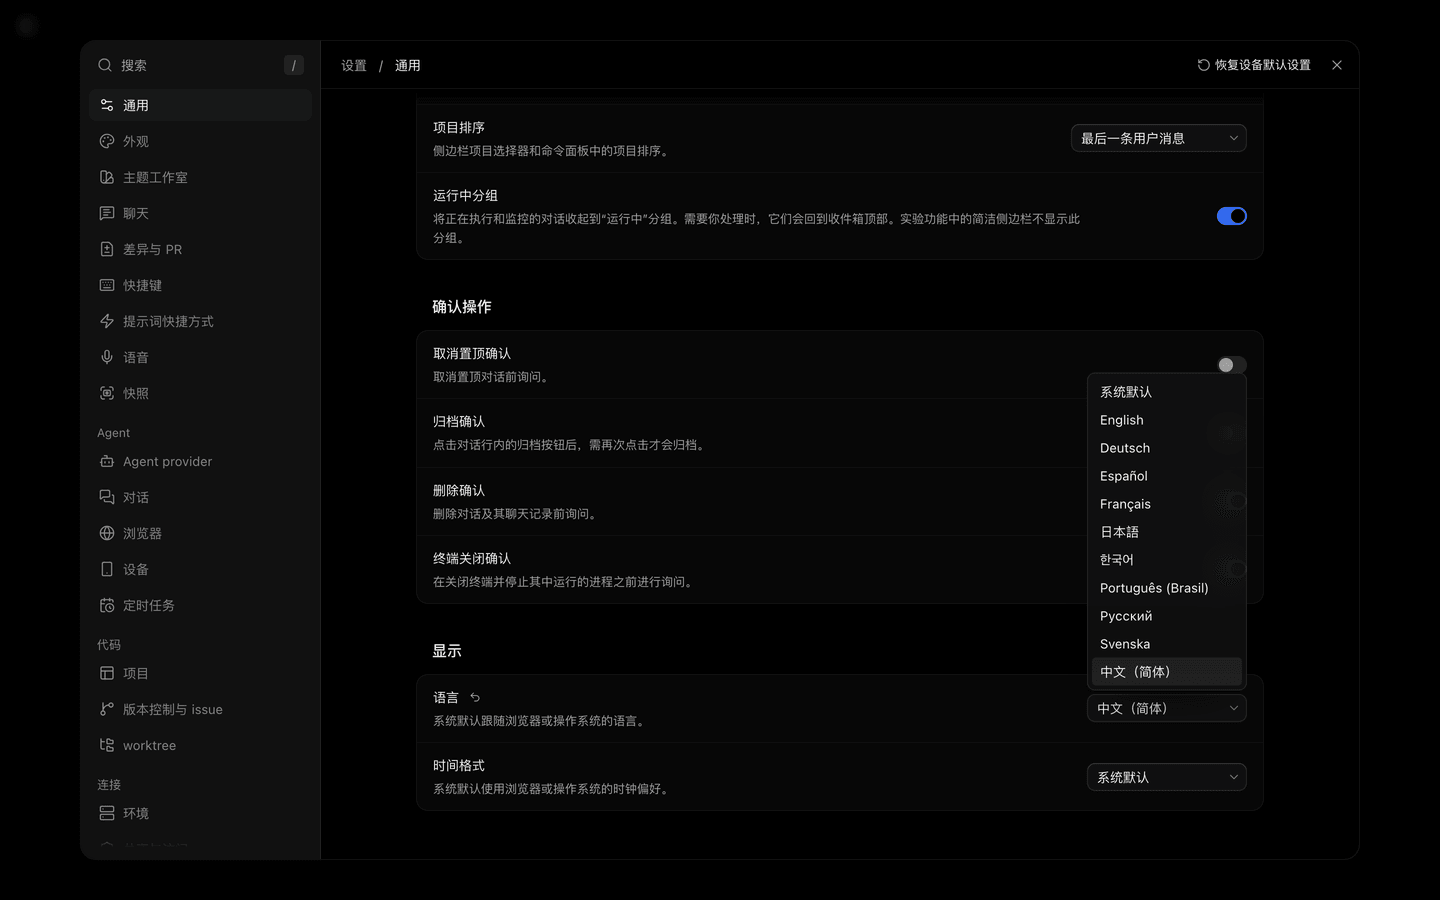 搜索
/
通用
外观
主题工作室
聊天
差异与 PR
快捷键
提示词快捷方式
语音
快照
Agent
Agent provider
对话
浏览器
设备
定时任务
代码
项目
版本控制与 issue
worktree
连接
环境
设置 / 通用
恢复设备默认设置
项目排序
侧边栏项目选择器和命令面板中的项目排序。
最后一条用户消息
运行中分组
将正在执行和监控的对话收起到“运行中”分组。需要你处理时，它们会回到收件箱顶部。实验功能中的简洁侧边栏不显示此
分组。
确认操作
取消置顶确认
取消置顶对话前询问。
归档确认
点击对话行内的归档按钮后，需再次点击才会归档。
删除确认
删除对话及其聊天记录前询问。
终端关闭确认
在关闭终端并停止其中运行的进程之前进行询问。
系统默认
English
Deutsch
Español
Français
日本語
한국어
Português (Brasil)
Русский
Svenska
中文（简体）
显示
语言
系统默认跟随浏览器或操作系统的语言。
中文（简体）
时间格式
系统默认使用浏览器或操作系统的时钟偏好。
系统默认